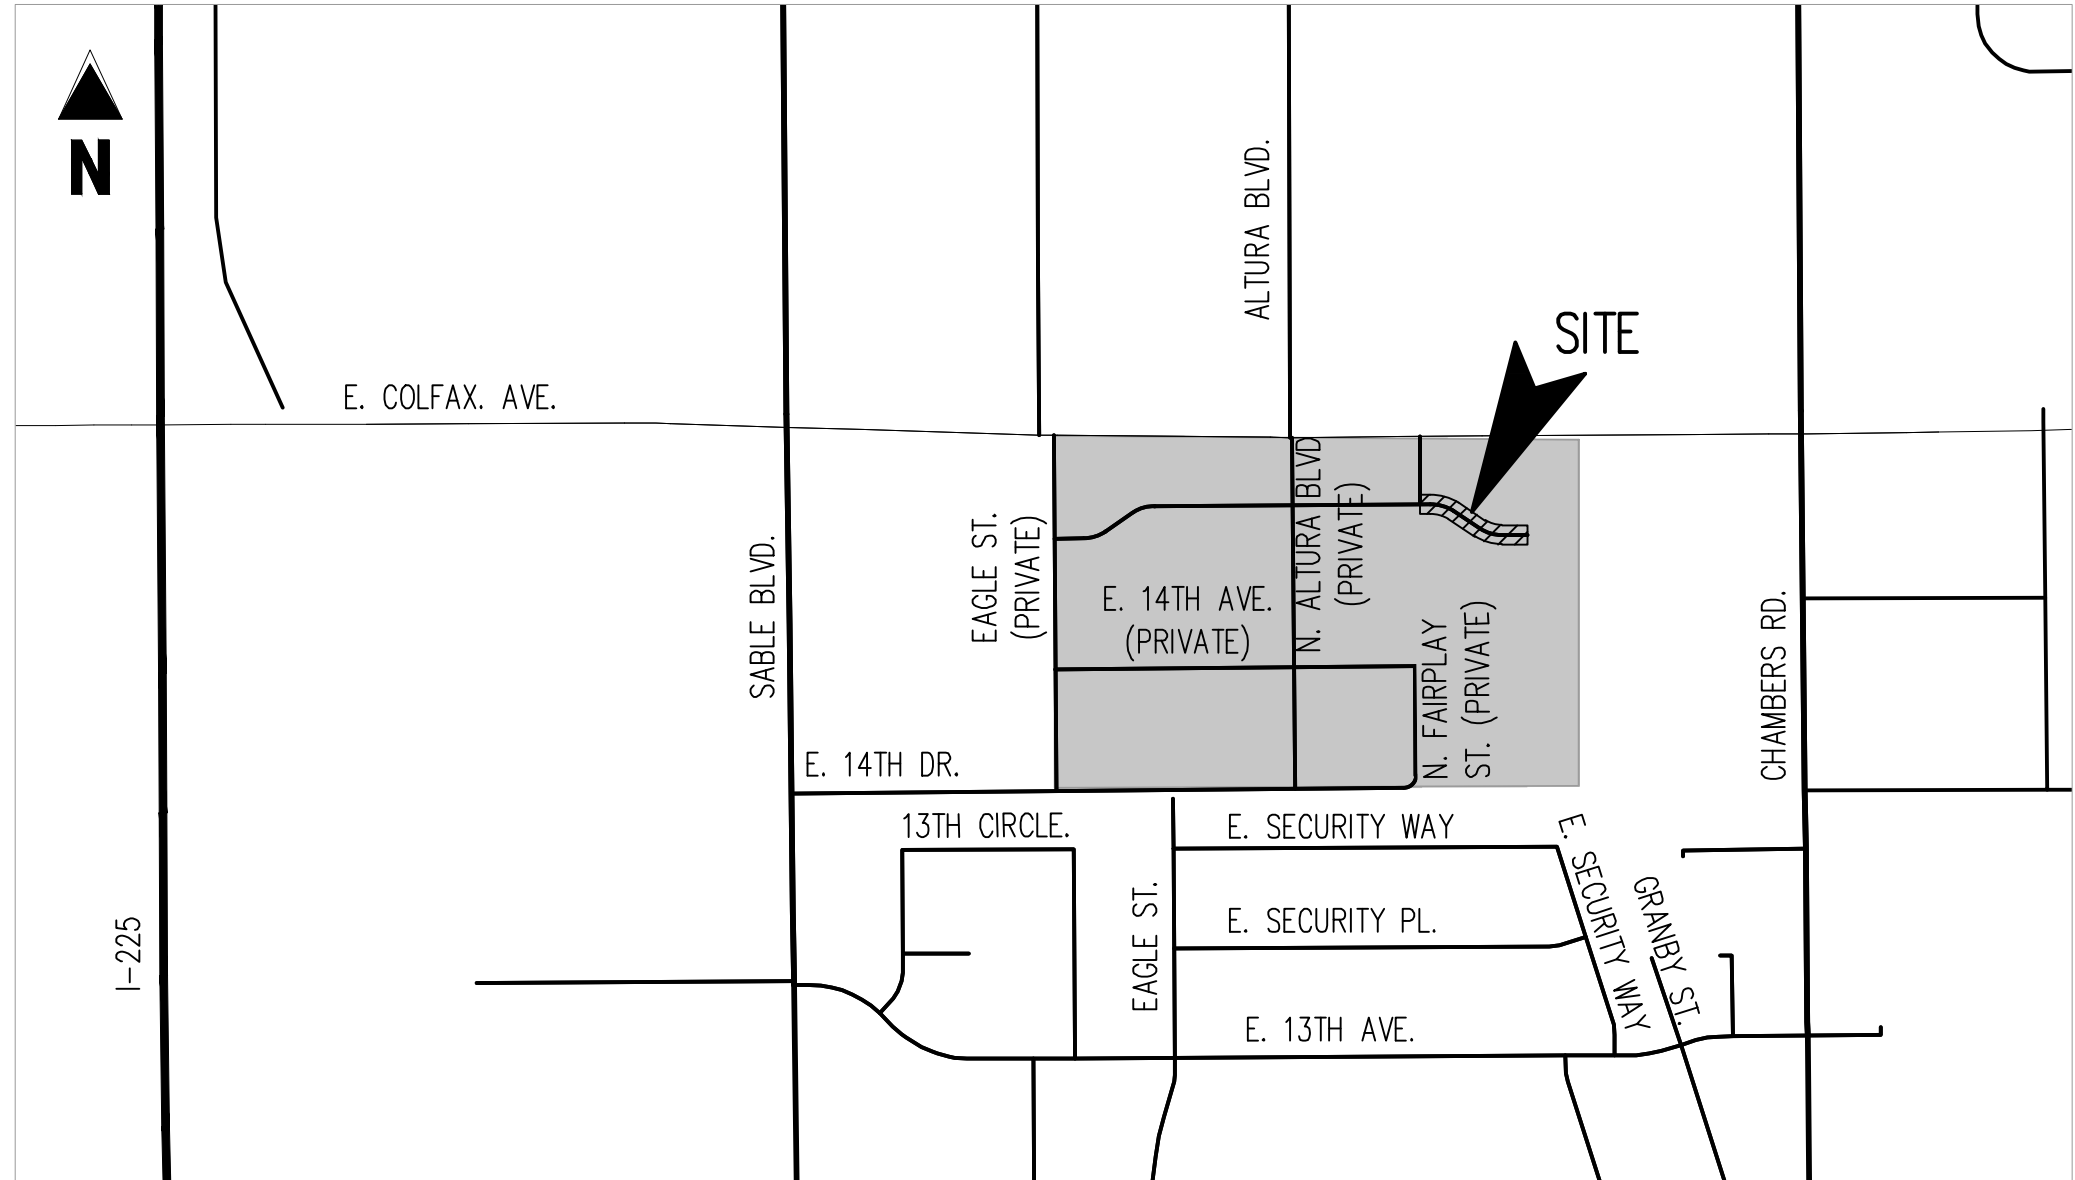 N
ALTURA BLVD.
SITE
E. COLFAX. AVE.
SABLE BLVD.
EAGLE ST.
(PRIVATE)
N. ALTURA BLVD
(PRIVATE)
E. 14TH AVE.
(PRIVATE)
N. FAIRPLAY
ST. (PRIVATE)
CHAMBERS RD.
E. 14TH DR.
13TH CIRCLE.
E. SECURITY WAY
E. SECURITY WAY
GRANBY ST.
EAGLE ST.
E. SECURITY PL.
I-225
E. 13TH AVE.